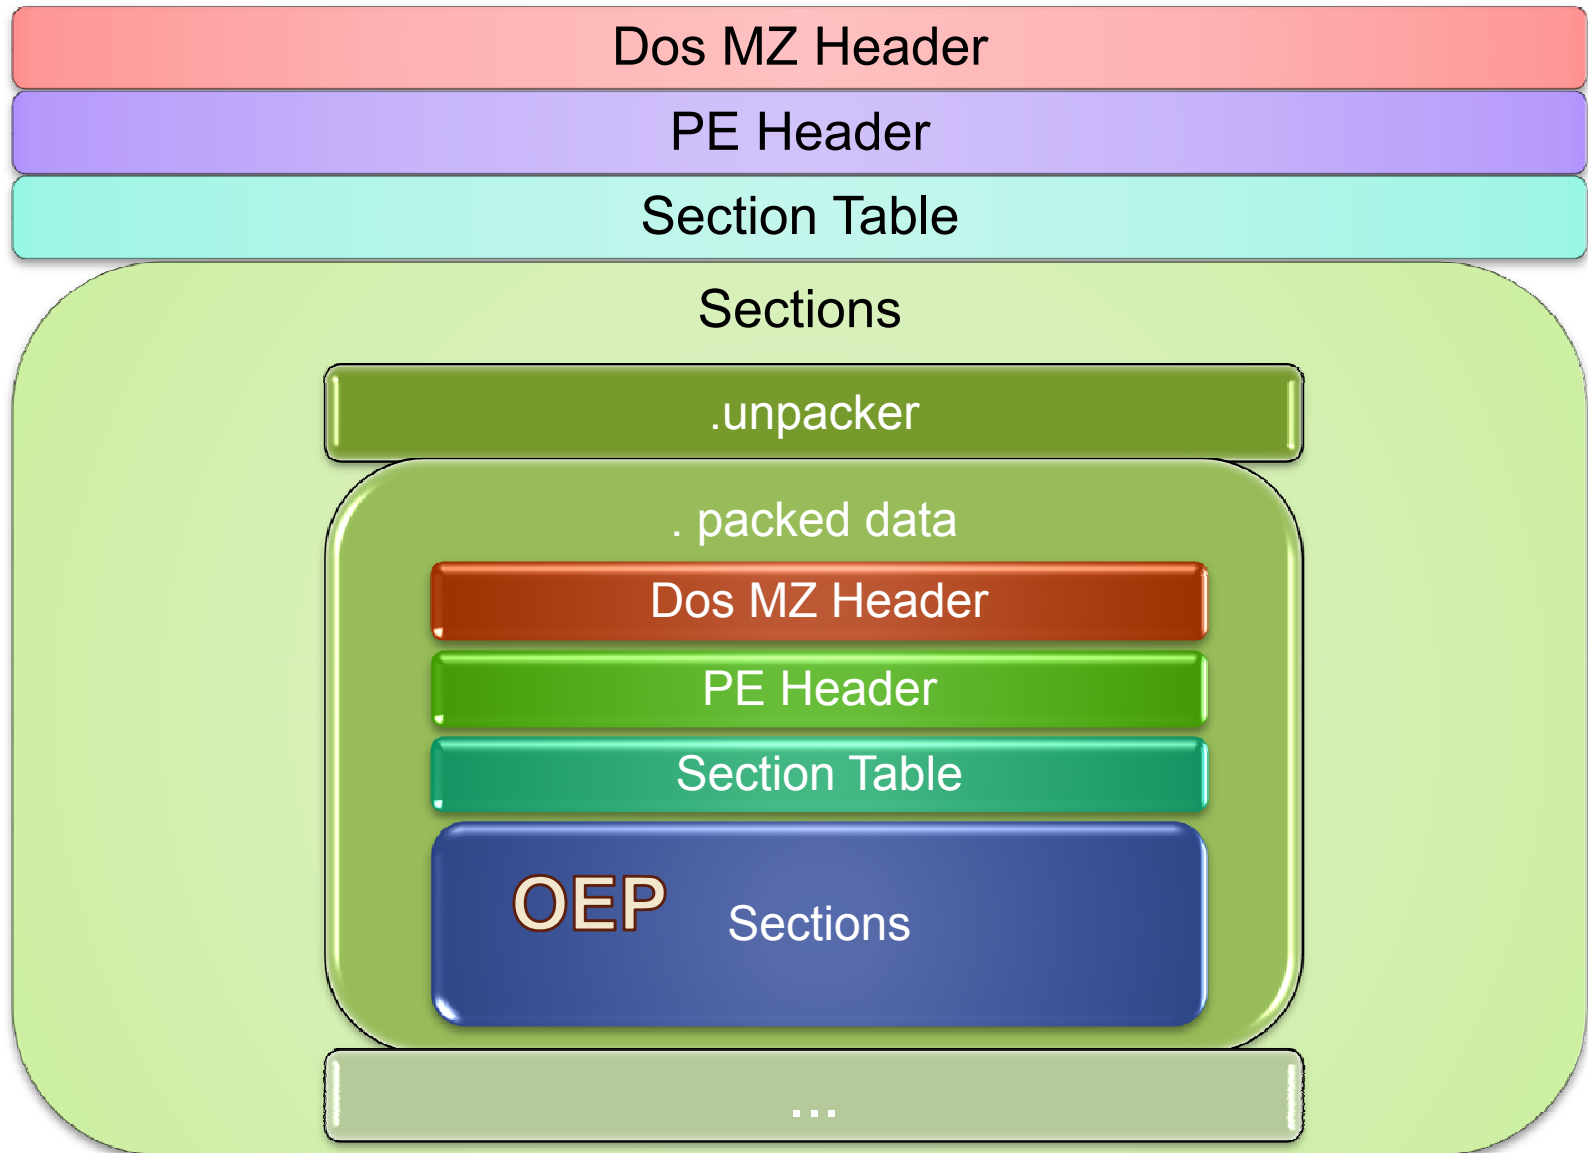 Dos MZ Header
PE Header
Section Table
Sections
.unpacker
. packed data
Dos MZ Header
PE Header
Section Table
OEP Sections
...